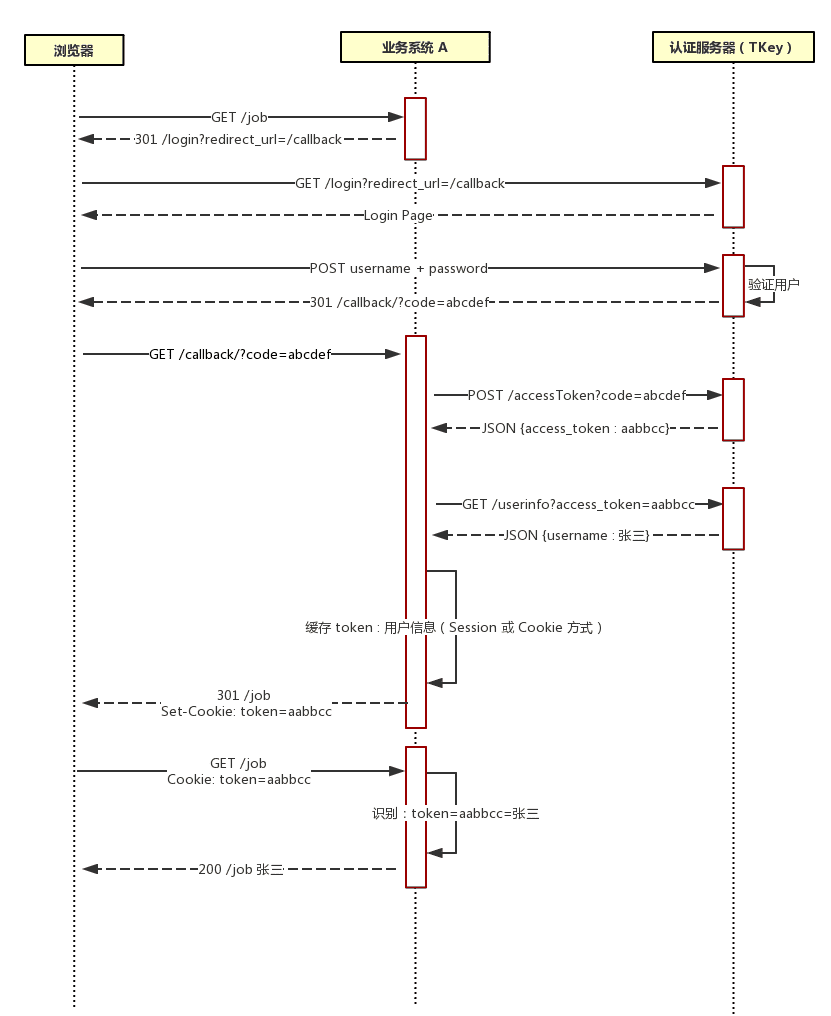 浏览器
业务系统 A
认证服务器 ( TKey )
GET /job
301 /login?redirect_url=/callback
GET /login?redirect_url=/callback
Login Page
POST username + password
验证用户
301 /callback/?code=abcdef
GET /callback/?code=abcdef
POST /accessToken?code=abcdef
JSON {access_token : aabbcc}
GET /userinfo?access_token=aabbcc
JSON {username : 张三}
缓存 token : 用户信息 ( Session 或 Cookie 方式 )
301 /job
Set-Cookie: token=aabbcc
GET /job
Cookie: token=aabbcc
识别 : token=aabbcc=张三
200 /job 张三